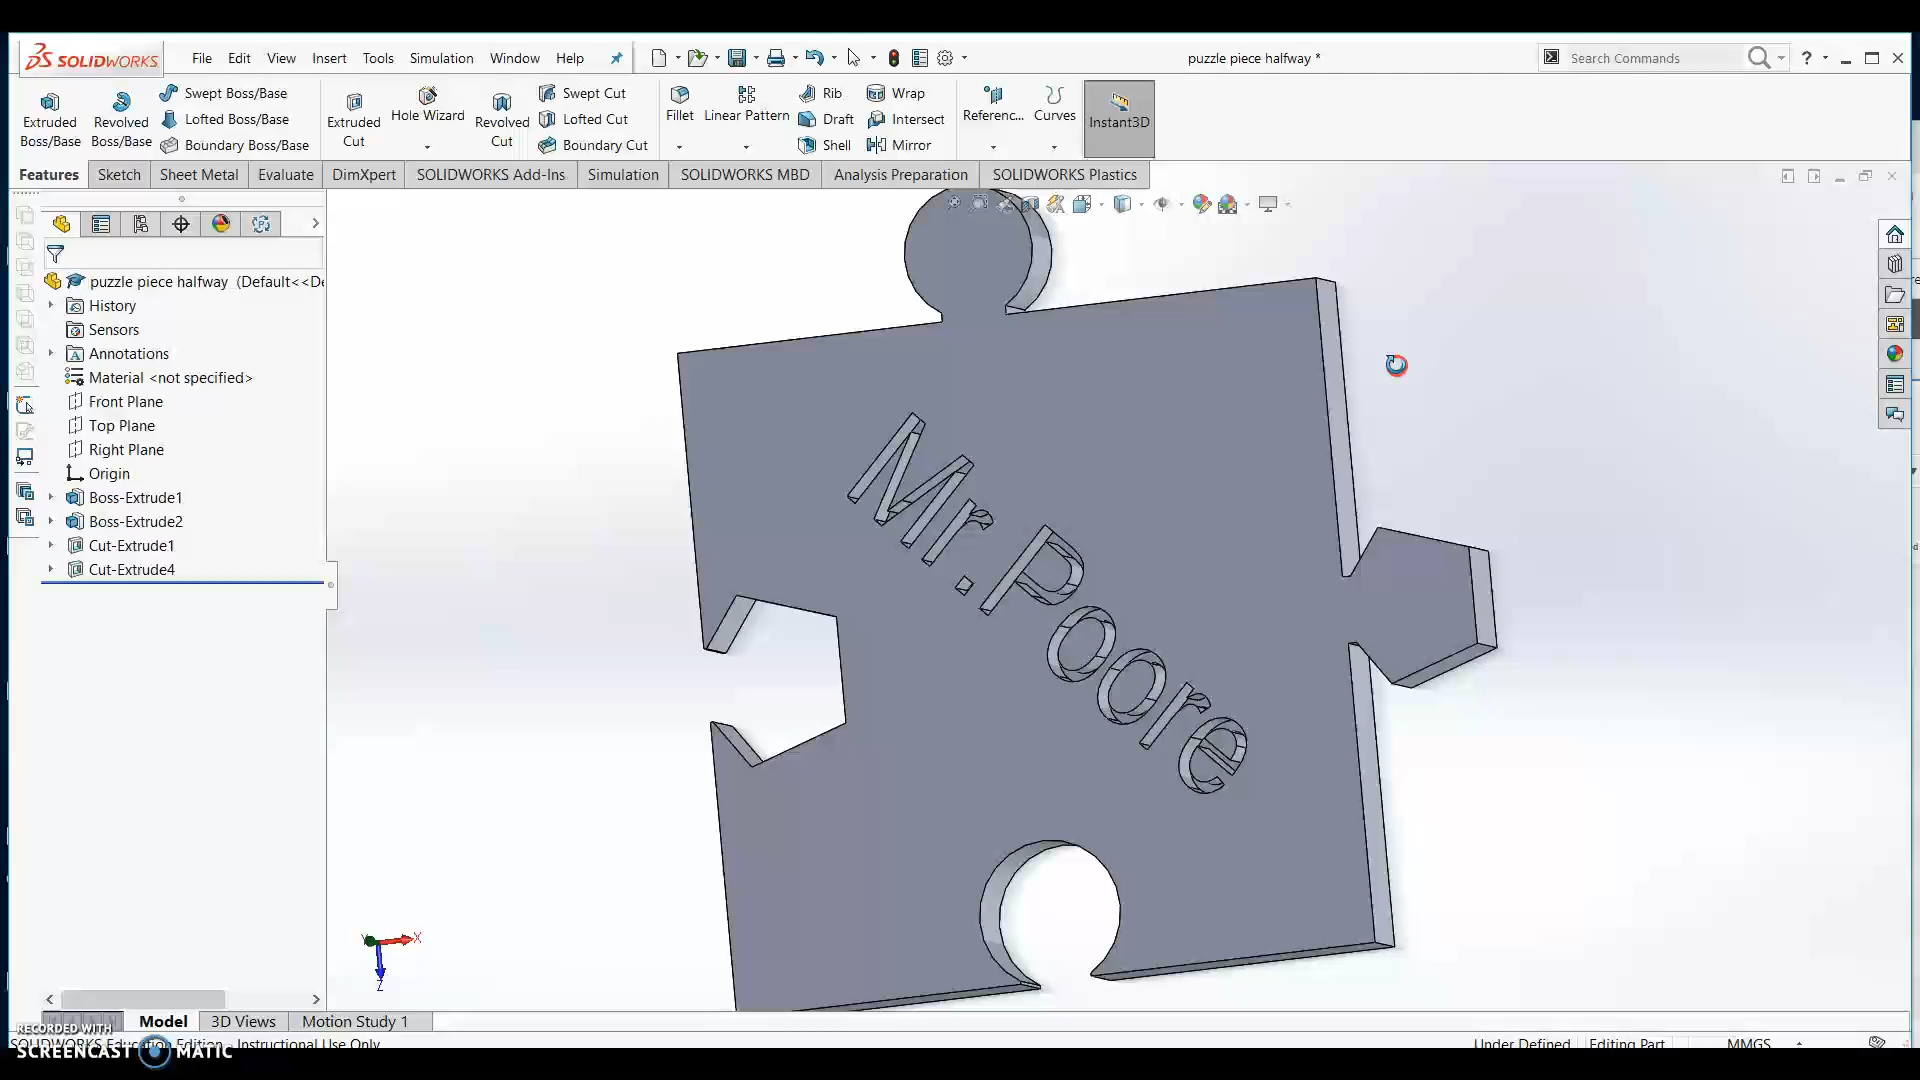 SOLIDWORKS File Edit View Insert Tools Simulation Window Help puzzle piece halfway * Search Commands ?
Extruded Boss/Base
Revolved Boss/Base
Swept Boss/Base
Lofted Boss/Base
Boundary Boss/Base
Extruded Cut
Hole Wizard
Revolved Cut
Swept Cut
Lofted Cut
Boundary Cut
Fillet
Linear Pattern
Rib
Draft
Shell
Wrap
Intersect
Mirror
Referenc...
Curves
Instant3D
Features Sketch Sheet Metal Evaluate DimXpert SOLIDWORKS Add-Ins Simulation SOLIDWORKS MBD Analysis Preparation SOLIDWORKS Plastics
puzzle piece halfway (Default<<De
History
Sensors
Annotations
Material <not specified>
Front Plane
Top Plane
Right Plane
Origin
Boss-Extrude1
Boss-Extrude2
Cut-Extrude1
Cut-Extrude4
Mr.Poore
X
Z
Model 3D Views Motion Study 1
RECORDED WITH
SOLIDWORKS Education Edition - Instructional Use Only
Under Defined Editing Part MMGS
SCREENCAST MATIC